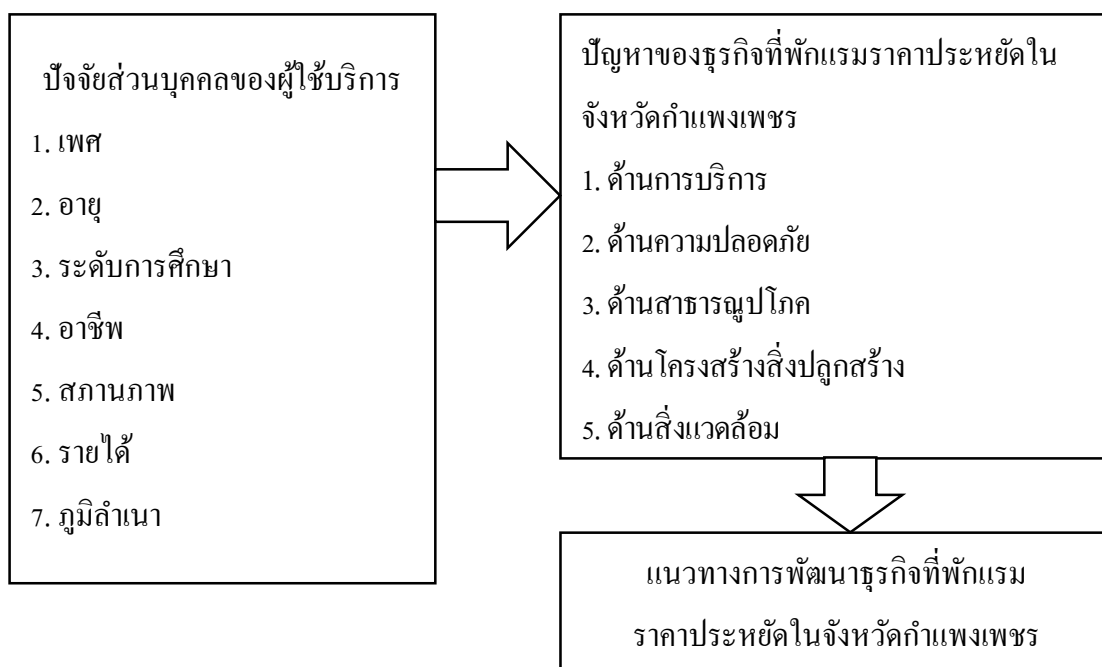 ปัจจัยส่วนบุคคลของผู้ใช้บริการ
1. เพศ
2. อายุ
3. ระดับการศึกษา
4. อาชีพ
5. สภานภาพ
6. รายได้
7. ภูมิลำเนา
ปัญหาของธุรกิจที่พักแรมราคาประหยัดใน
จังหวัดกำแพงเพชร
1. ด้านการบริการ
2. ด้านความปลอดภัย
3. ด้านสาธารณูปโภค
4. ด้านโครงสร้างสิ่งปลูกสร้าง
5. ด้านสิ่งแวดล้อม
แนวทางการพัฒนาธุรกิจที่พักแรม
ราคาประหยัดในจังหวัดกำแพงเพชร